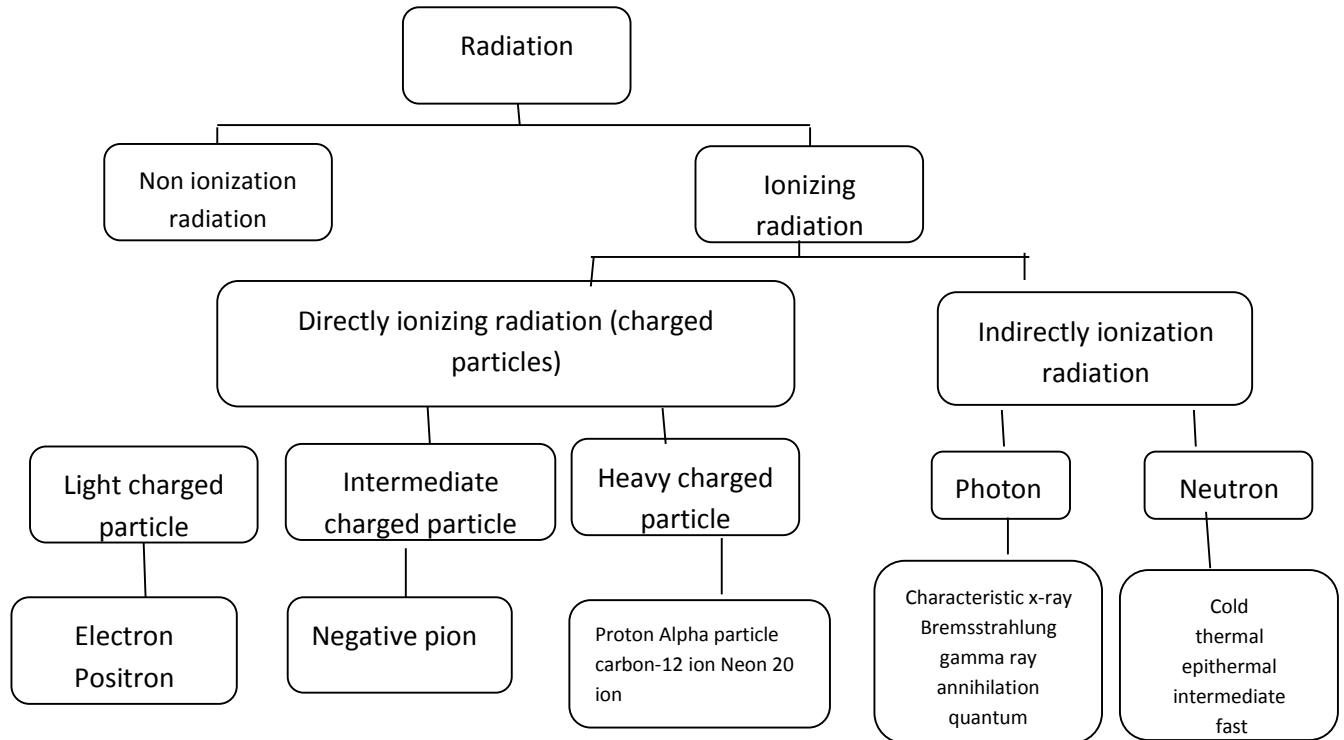 Radiation
Non ionization
radiation
Ionizing
radiation
Directly ionizing radiation (charged
particles)
Indirectly ionization
radiation
Light charged
particle
Intermediate
charged particle
Heavy charged
particle
Photon
Neutron
Electron
Positron
Negative pion
Proton Alpha particle
carbon-12 ion Neon 20
ion
Characteristic x-ray
Bremsstrahlung
gamma ray
annihilation
quantum
Cold
thermal
epithermal
intermediate
fast